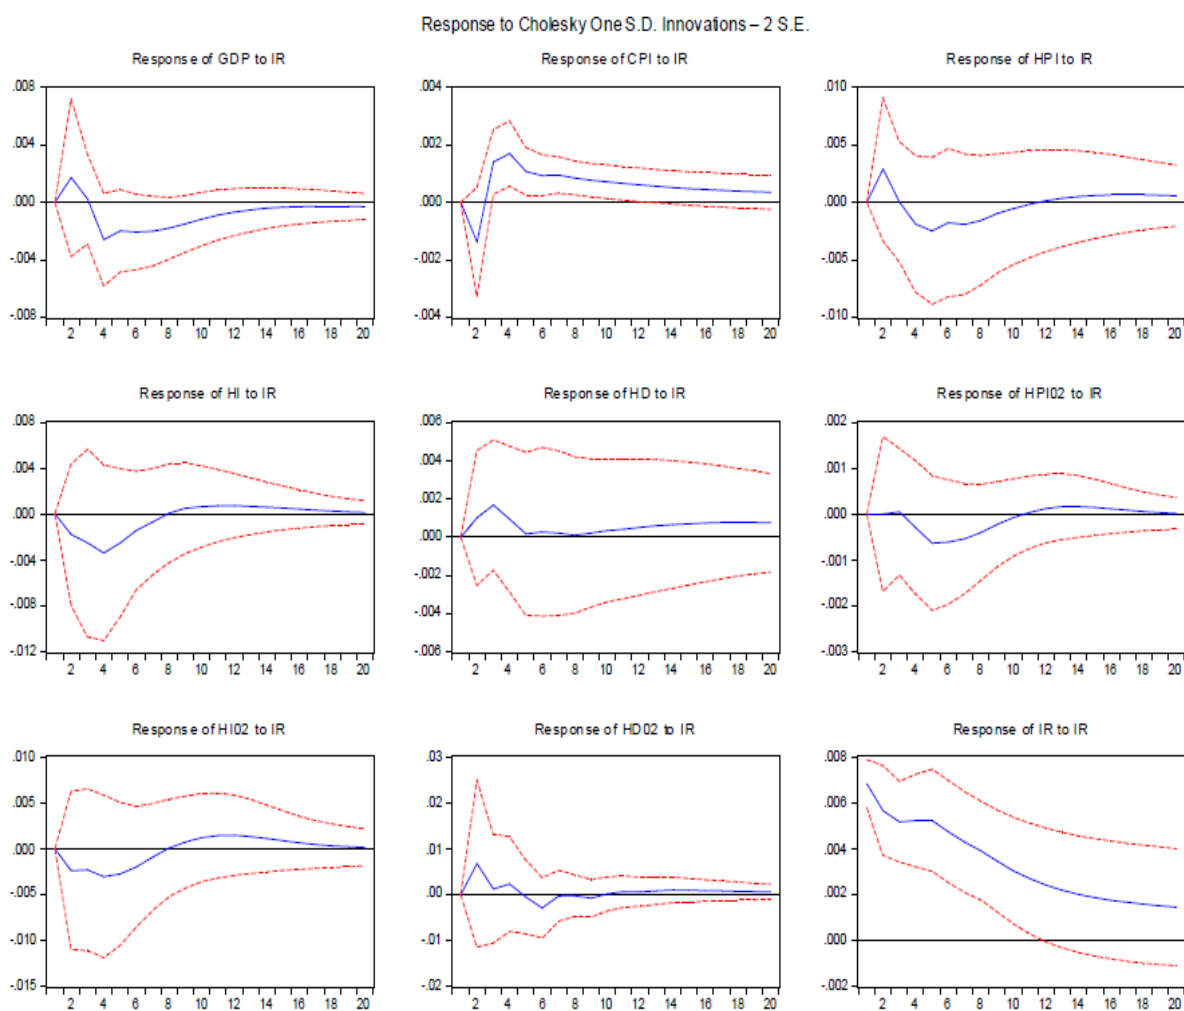 Response to Cholesky One S.D. Innovations – 2 S.E.
Response of GDP to IR
Response of CPI to IR
Response of HPI to IR
.008
.004
.000
-.004
-.008
2 4 6 8 10 12 14 16 18 20
.004
.002
.000
-.002
-.004
2 4 6 8 10 12 14 16 18 20
.010
.005
.000
-.005
-.010
2 4 6 8 10 12 14 16 18 20
Response of HI to IR
Response of HD to IR
Response of HPI02 to IR
.008
.004
.000
-.004
-.008
-.012
2 4 6 8 10 12 14 16 18 20
.006
.004
.002
.000
-.002
-.004
-.006
2 4 6 8 10 12 14 16 18 20
.002
.001
.000
-.001
-.002
-.003
2 4 6 8 10 12 14 16 18 20
Response of HI02 to IR
Response of HD02 to IR
Response of IR to IR
.010
.005
.000
-.005
-.010
-.015
2 4 6 8 10 12 14 16 18 20
.03
.02
.01
.00
-.01
-.02
2 4 6 8 10 12 14 16 18 20
.008
.006
.004
.002
.000
-.002
2 4 6 8 10 12 14 16 18 20